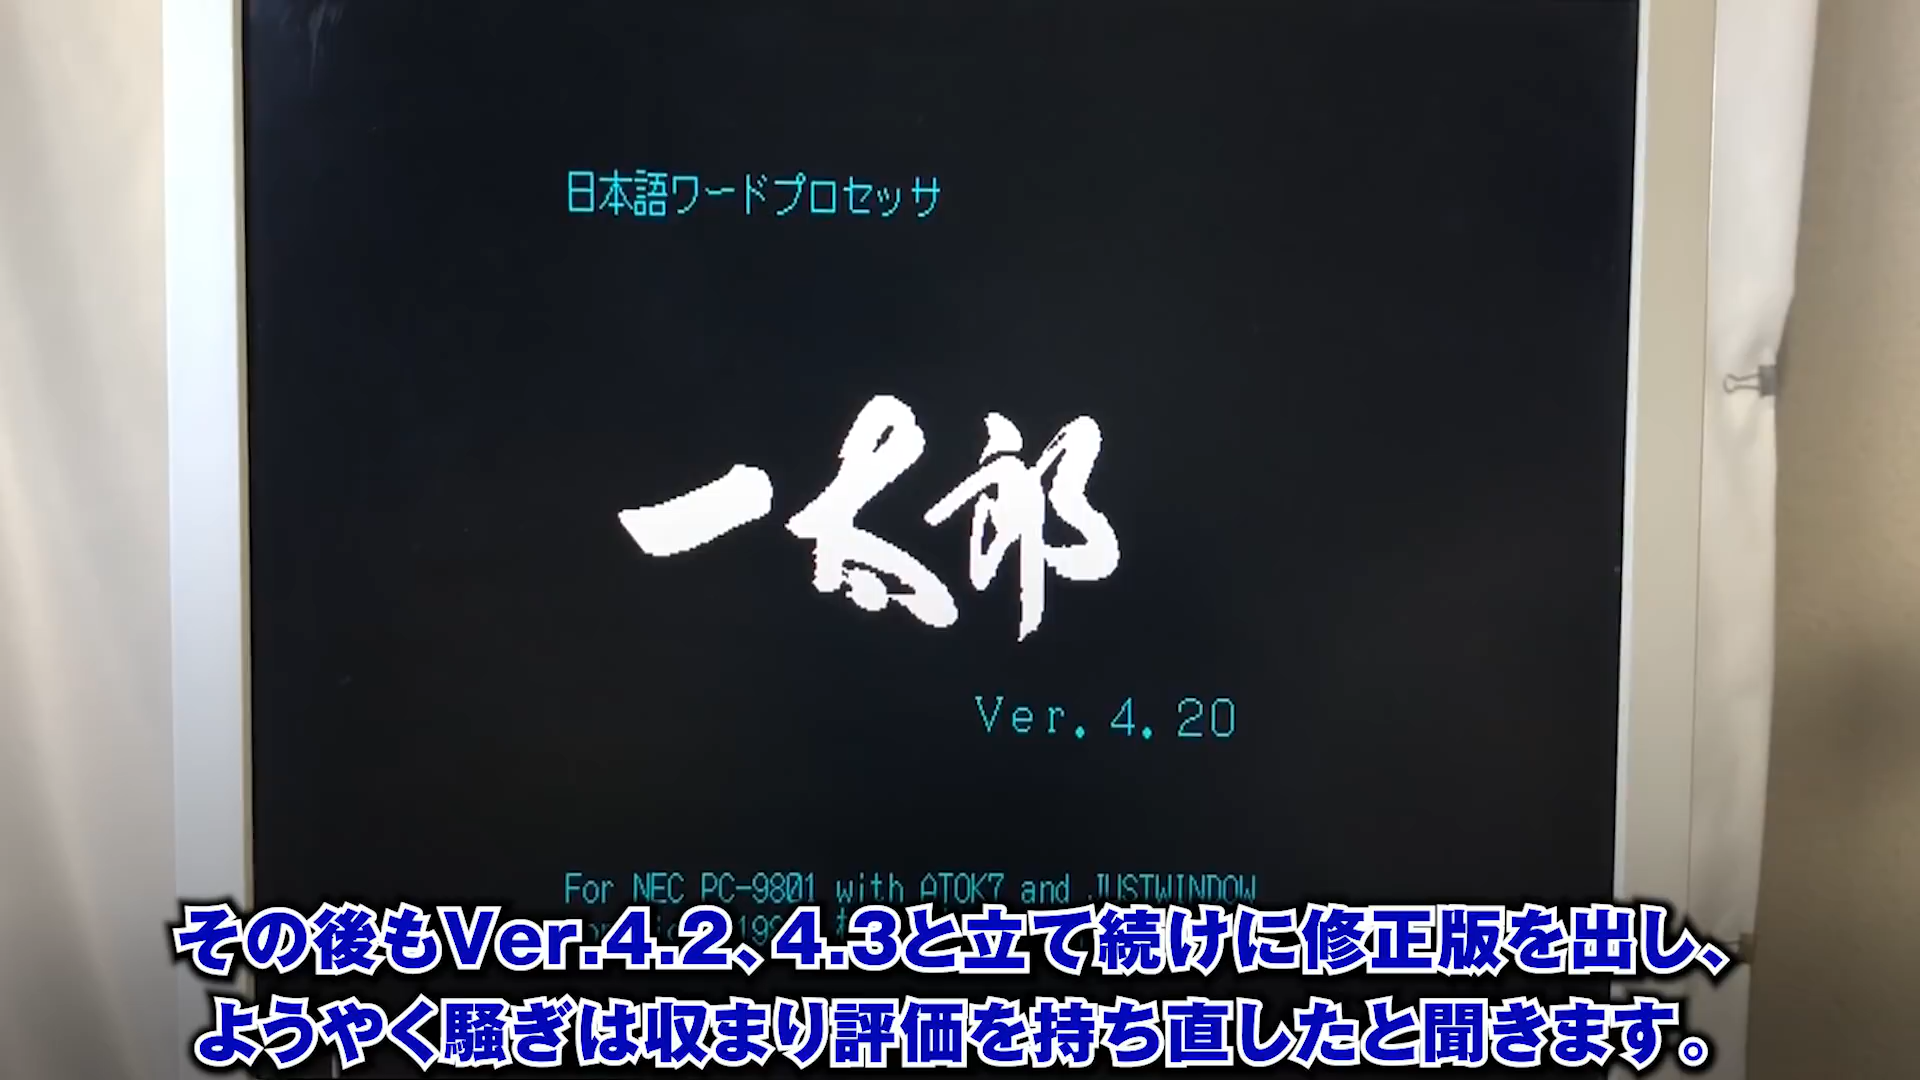 日本語ワードプロセッサ
一太郎
Ver.4.20
For NEC PC-9801 with ATOK7 and JUSTWINDOW
その後もVer.4.2、4.3と立て続けに修正版を出し、
ようやく騒ぎは収まり評価を持ち直したと聞きます。